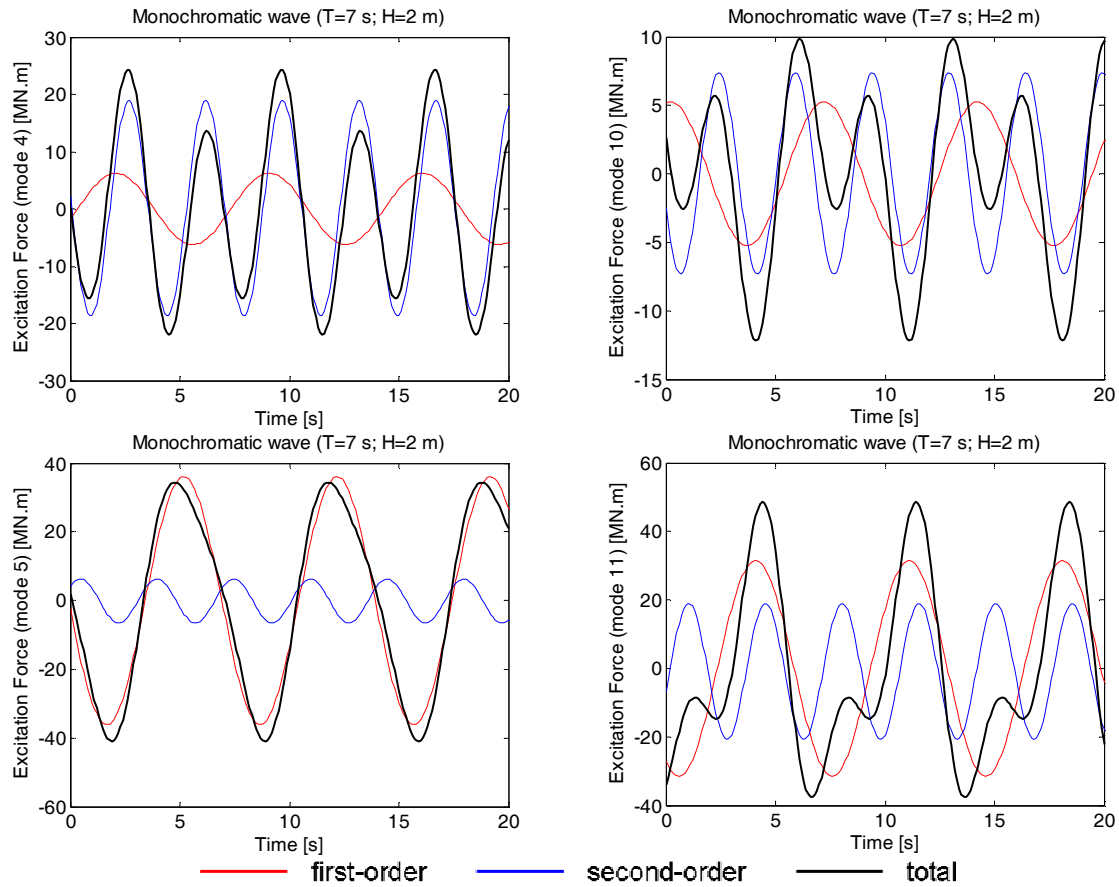 Monochromatic wave (T=7 s; H=2 m)
Excitation Force (mode 4) [MN.m]
30
20
10
0
-10
-20
-30
0 5 10 15 20
Time [s]
Monochromatic wave (T=7 s; H=2 m)
Excitation Force (mode 10) [MN.m]
10
5
0
-5
-10
-15
0 5 10 15 20
Time [s]
Monochromatic wave (T=7 s; H=2 m)
Excitation Force (mode 5) [MN.m]
40
20
0
-20
-40
-60
0 5 10 15 20
Time [s]
Monochromatic wave (T=7 s; H=2 m)
Excitation Force (mode 11) [MN.m]
60
40
20
0
-20
-40
0 5 10 15 20
Time [s]
first-order second-order total